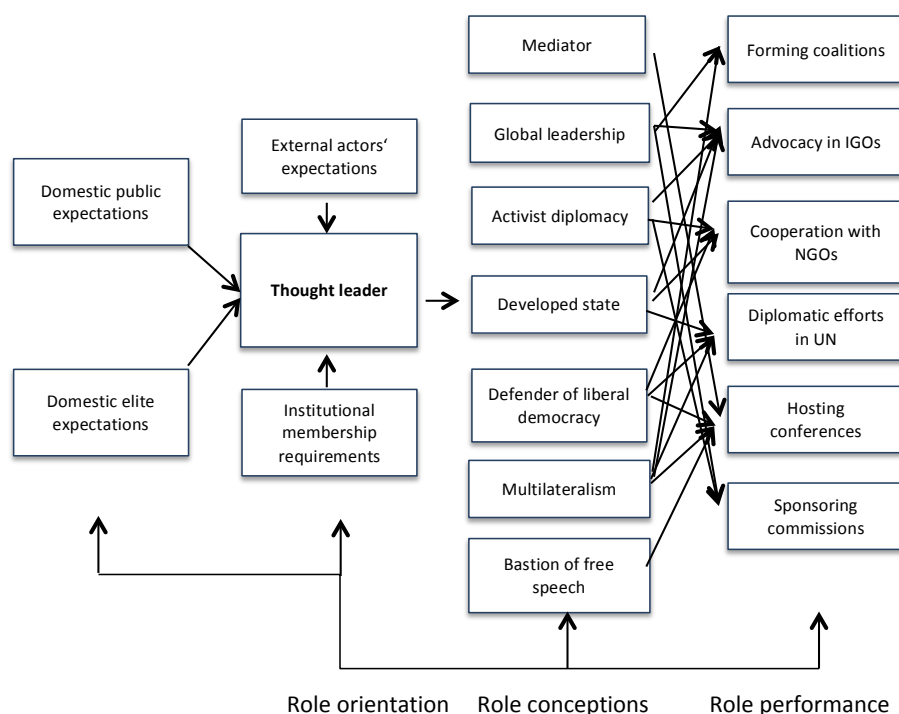 Domestic public
expectations
Domestic elite
expectations
External actors‘
expectations
Thought leader
Institutional
membership
requirements
Mediator
Global leadership
Activist diplomacy
Developed state
Defender of liberal
democracy
Multilateralism
Bastion of free
speech
Forming coalitions
Advocacy in IGOs
Cooperation with
NGOs
Diplomatic efforts
in UN
Hosting
conferences
Sponsoring
commissions
Role orientation
Role conceptions
Role performance